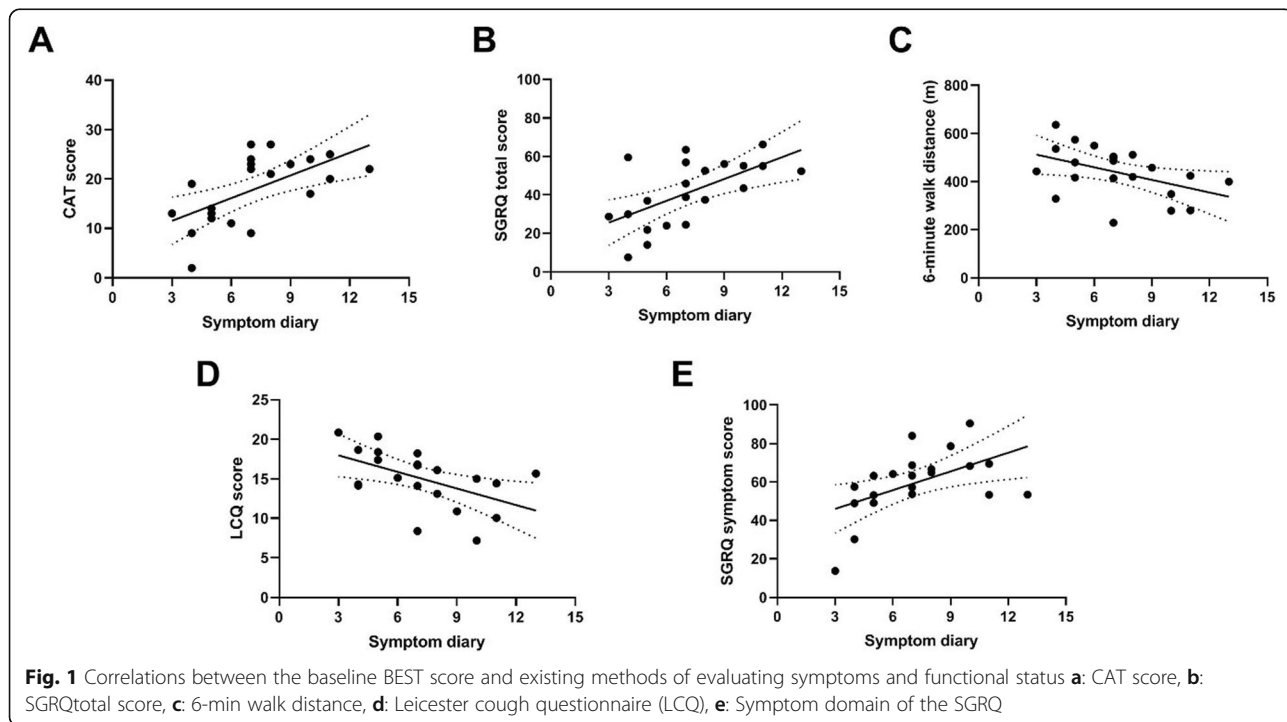 A
B
C
40
30
20
10
0
CAT score
0 3 6 9 12 15
Symptom diary
100
80
60
40
20
0
SGRQ total score
0 3 6 9 12 15
Symptom diary
800
600
400
200
0
6-minute walk distance (m)
0 3 6 9 12 15
Symptom diary
D
E
25
20
15
10
5
0
LCQ score
0 3 6 9 12 15
Symptom diary
100
80
60
40
20
0
SGRQ symptom score
0 3 6 9 12 15
Symptom diary
Fig. 1 Correlations between the baseline BEST score and existing methods of evaluating symptoms and functional status a: CAT score, b:
SGRQtotal score, c: 6-min walk distance, d: Leicester cough questionnaire (LCQ), e: Symptom domain of the SGRQ